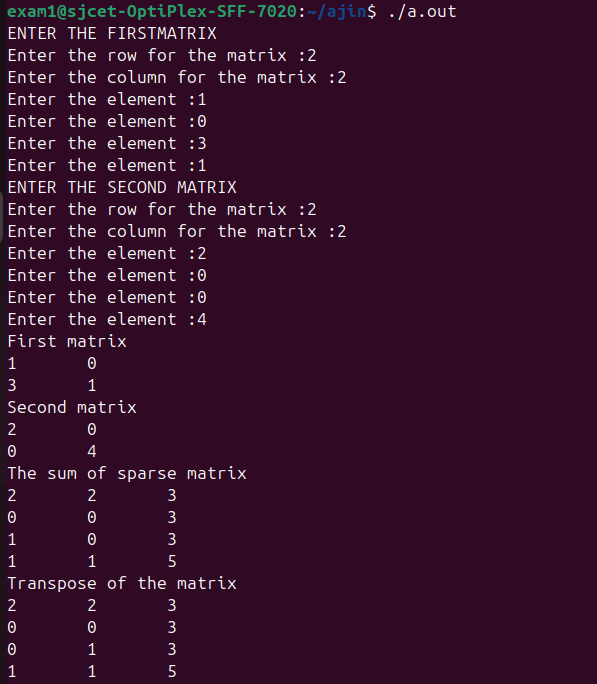 exam1@sjcet-OptiPlex-SFF-7020:~/ajin$ ./a.out
ENTER THE FIRSTMATRIX
Enter the row for the matrix :2
Enter the column for the matrix :2
Enter the element :1
Enter the element :0
Enter the element :3
Enter the element :1
ENTER THE SECOND MATRIX
Enter the row for the matrix :2
Enter the column for the matrix :2
Enter the element :2
Enter the element :0
Enter the element :0
Enter the element :4
First matrix
1       0
3       1
Second matrix
2       0
0       4
The sum of sparse matrix
2       2       3
0       0       3
1       0       3
1       1       5
Transpose of the matrix
2       2       3
0       0       3
0       1       3
1       1       5